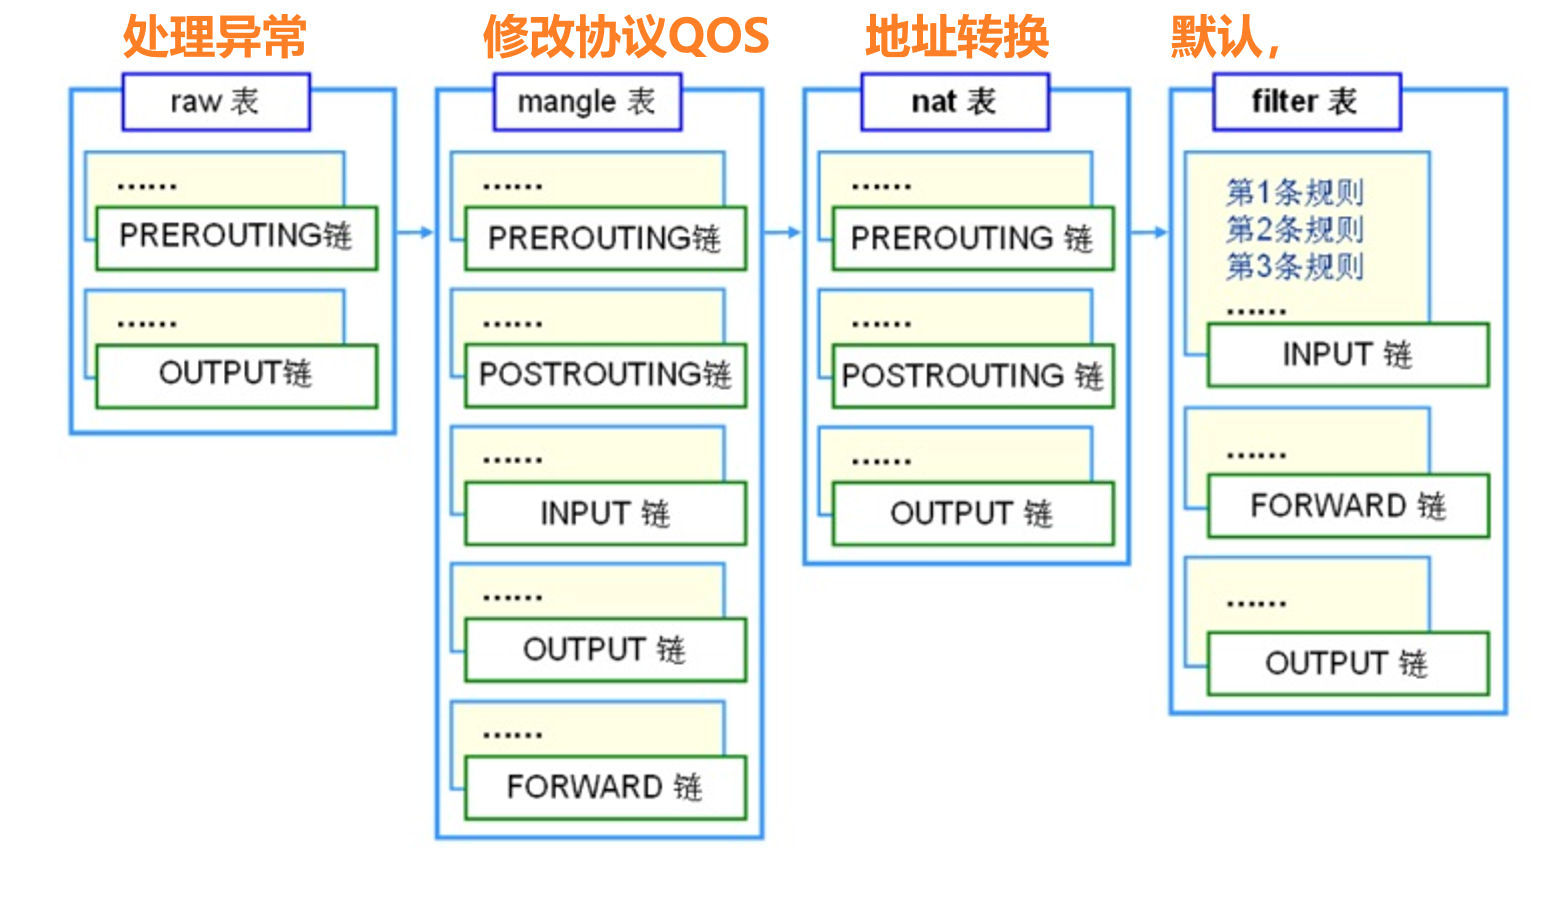 处理异常
修改协议QOS
地址转换
默认，
raw 表
……
PREROUTING链
……
OUTPUT链
mangle 表
……
PREROUTING链
……
POSTROUTING链
……
INPUT 链
……
OUTPUT 链
……
FORWARD 链
nat 表
……
PREROUTING 链
……
POSTROUTING 链
……
OUTPUT 链
filter 表
第1条规则
第2条规则
第3条规则
……
INPUT 链
……
FORWARD 链
……
OUTPUT 链